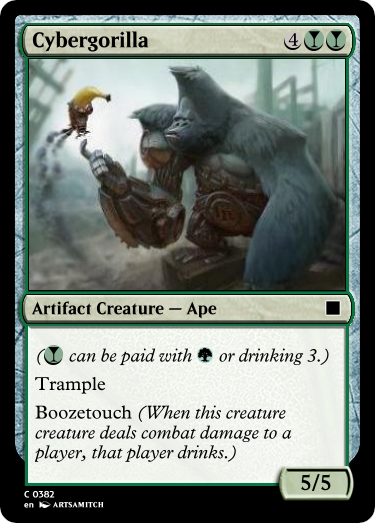 Cybergorilla 4
Artifact Creature — Ape
( can be paid with or drinking 3.)
Trample
Boozetouch (When this creature
creature deals combat damage to a
player, that player drinks.)
5/5
C 0382
en ARTSAMITCH